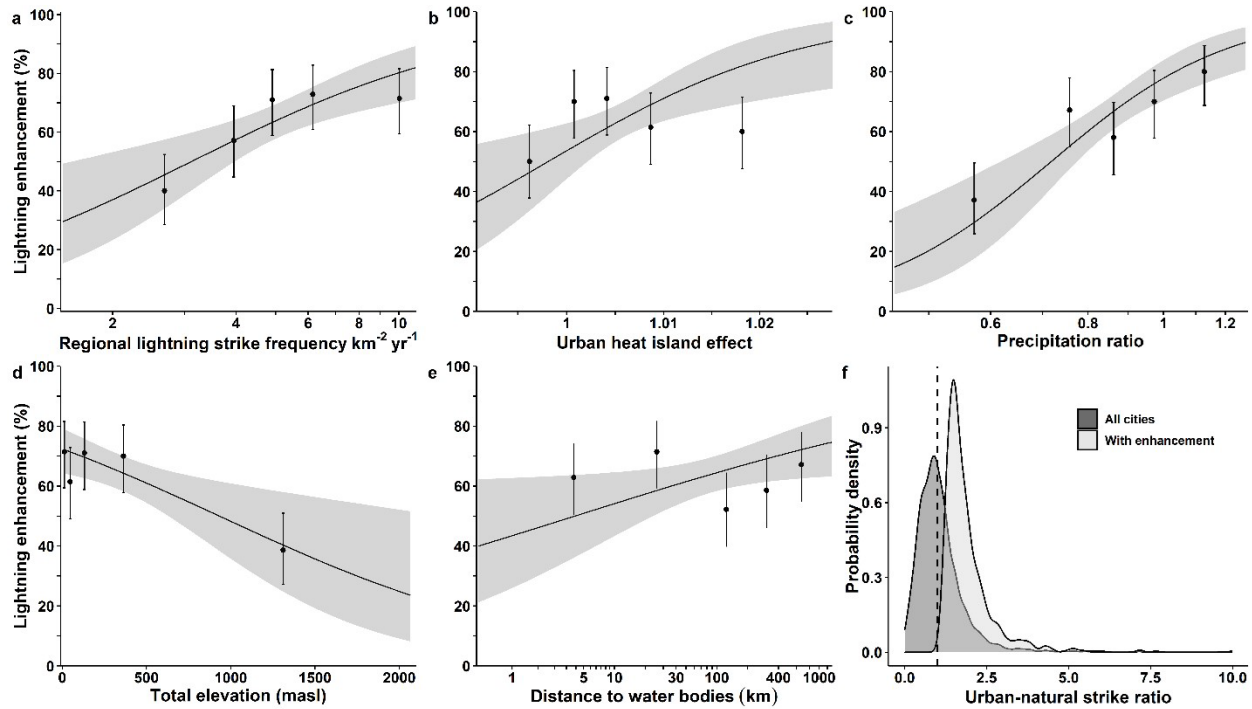 a
100
80
60
40
20
0
Lightning enhancement (%)
2 4 6 10
Regional lightning strike frequency km⁻² yr⁻¹
b
100
80
60
40
20
0
1 1.01 1.02
Urban heat island effect
c
100
80
60
40
20
0
0.6 0.8 1 1.2
Precipitation ratio
d
100
80
60
40
20
0
Lightning enhancement (%)
0 500 1000 1500 2000
Total elevation (masl)
e
100
80
60
40
20
0
1 5 10 40 100 400 1000
Distance to water bodies (km)
f
0.9
0.6
0.3
0.0
Probability density
All cities
With enhancement
0.0 2.5 5.0 7.5 10.0
Urban-natural strike ratio